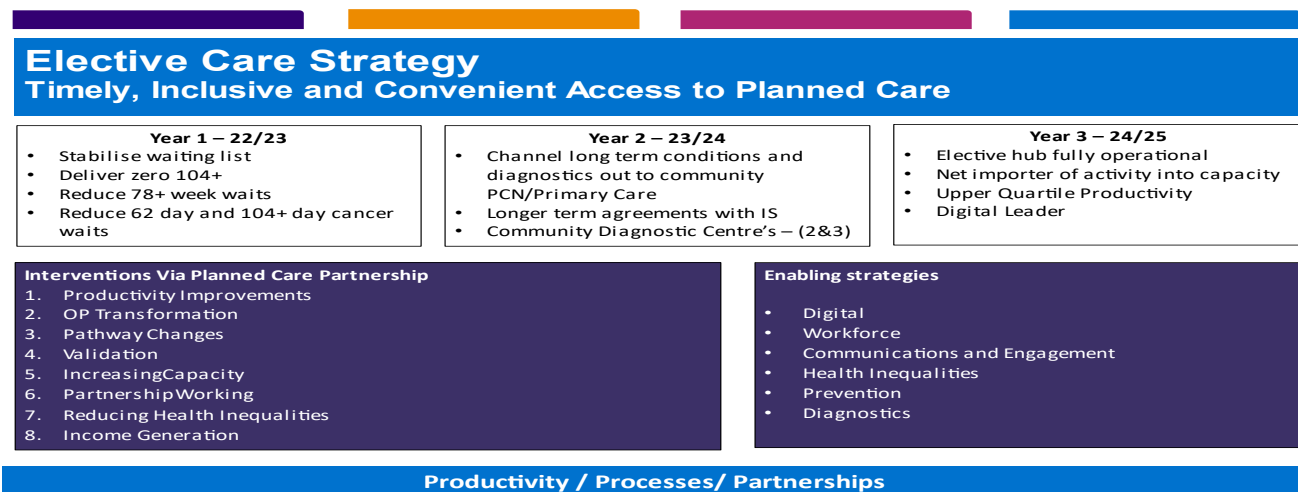 Elective Care Strategy
Timely, Inclusive and Convenient Access to Planned Care
Year 1 – 22/23
• Stabilise waiting list
• Deliver zero 104+
• Reduce 78+ week waits
• Reduce 62 day and 104+ day cancer
waits
Year 2 – 23/24
• Channel long term conditions and
diagnostics out to community
PCN/Primary Care
• Longer term agreements with IS
• Community Diagnostic Centre's – (2&3)
Year 3 – 24/25
• Elective hub fully operational
• Net importer of activity into capacity
• Upper Quartile Productivity
• Digital Leader
Interventions Via Planned Care Partnership
1. Productivity Improvements
2. OP Transformation
3. Pathway Changes
4. Validation
5. IncreasingCapacity
6. PartnershipWorking
7. Reducing Health Inequalities
8. Income Generation
Enabling strategies
• Digital
• Workforce
• Communications and Engagement
• Health Inequalities
• Prevention
• Diagnostics
Productivity / Processes/ Partnerships